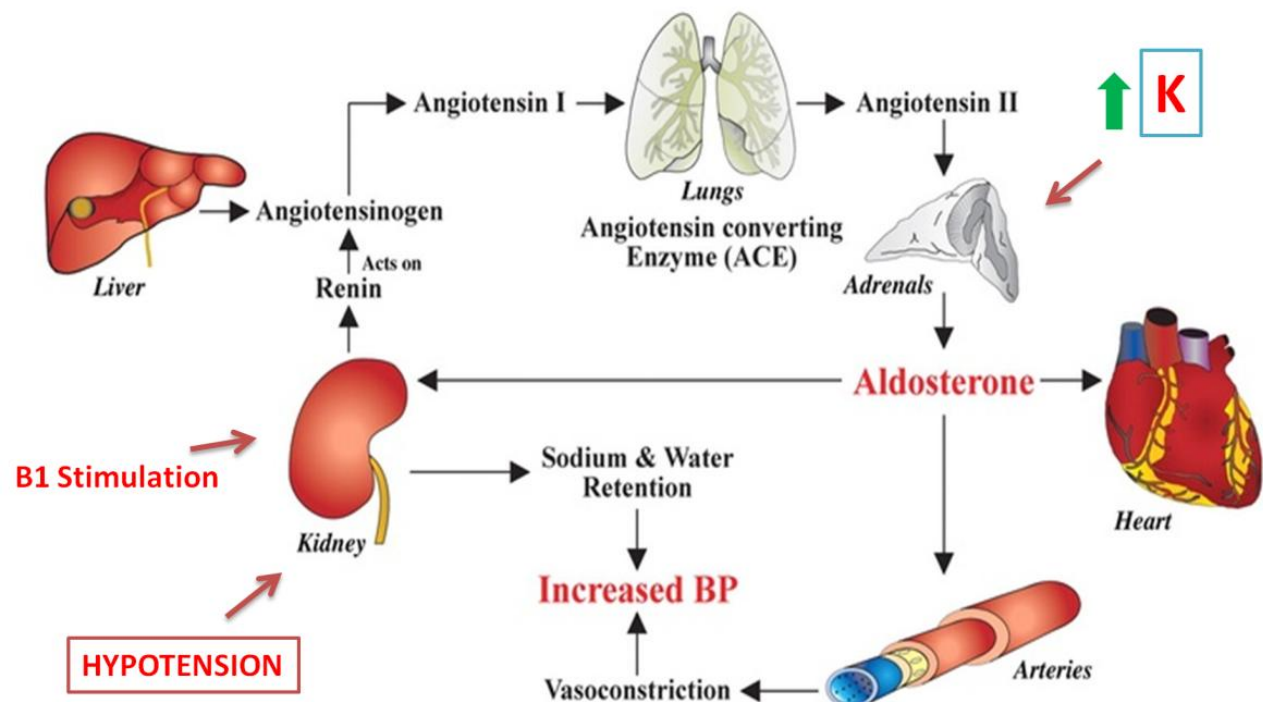 Angiotensin I
Angiotensin II
K
Lungs
Angiotensinogen
Angiotensin converting
Enzyme (ACE)
Acts on
Liver
Renin
Adrenals
Aldosterone
B1 Stimulation
Sodium & Water
Retention
Kidney
Heart
Increased BP
HYPOTENSION
Arteries
Vasoconstriction